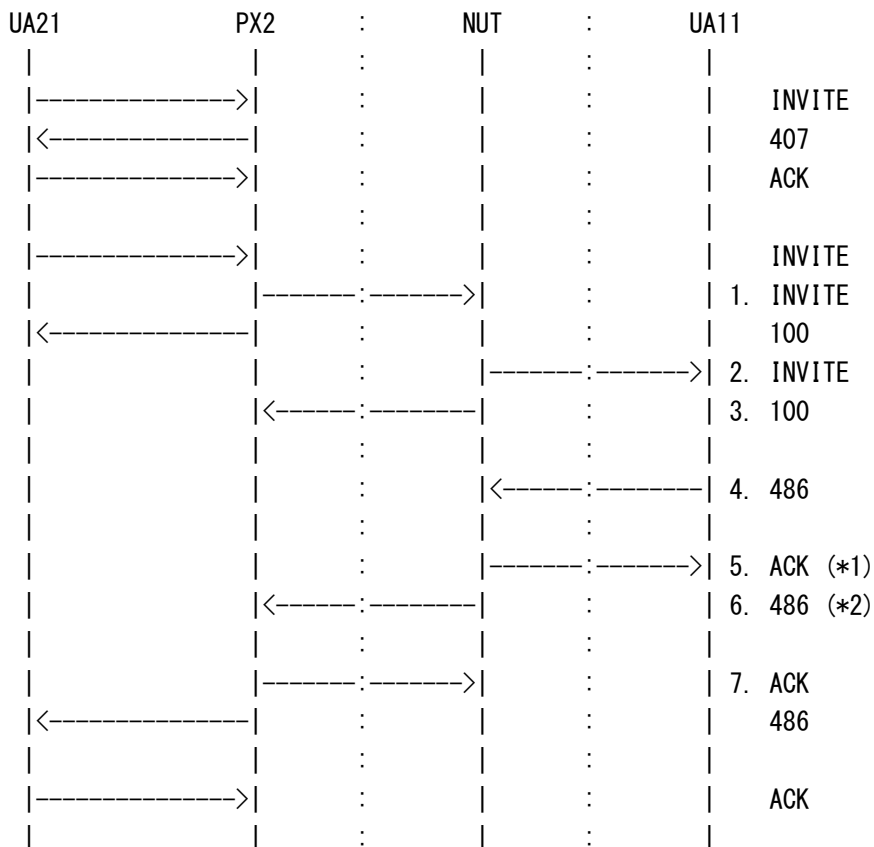 UA21 PX2 : NUT : UA11
| | : | : |
|-------------->| : | : | INVITE
|<--------------| : | : | 407
|-------------->| : | : | ACK
| | : | : |
|-------------->| : | : | INVITE
| |------:------->| : | 1. INVITE
|<--------------| : | : | 100
| | : |------:------->| 2. INVITE
| |<------:-------| : | 3. 100
| | : | : |
| | : |<------:-------| 4. 486
| | : | : |
| | : |------:------->| 5. ACK (*1)
| |<------:-------| : | 6. 486 (*2)
| | : | : |
| |------:------->| : | 7. ACK
|<--------------| : | : | 486
| | : | : |
|-------------->| : | : | ACK
| | : | : |